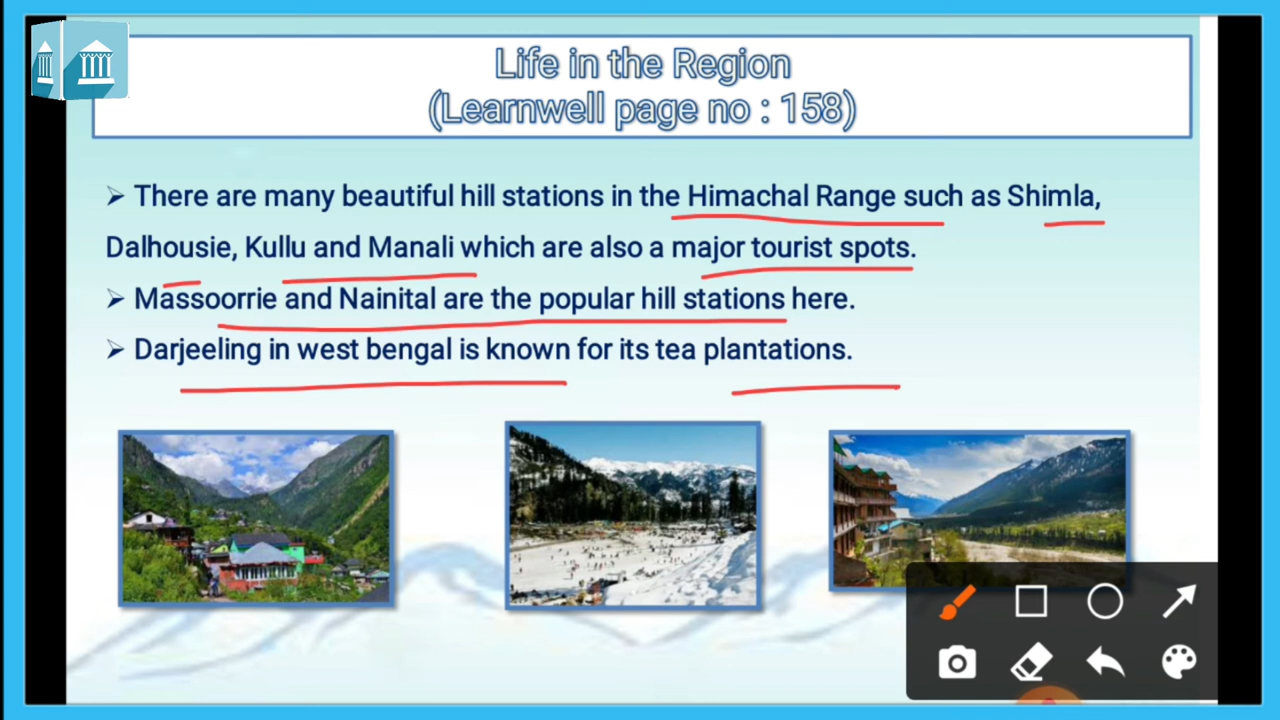 Life in the Region
(Learnwell page no : 158)
➢ There are many beautiful hill stations in the Himachal Range such as Shimla,
Dalhousie, Kullu and Manali which are also a major tourist spots.
➢ Massoorrie and Nainital are the popular hill stations here.
➢ Darjeeling in west bengal is known for its tea plantations.